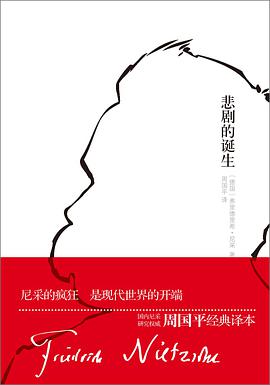 悲剧的诞生
〔德国〕弗里德里希·尼采 著
周国平 译
尼采的疯狂 是现代世界的开端
国内尼采
研究权威 周国平经典译本
Friedrich Nietzsche